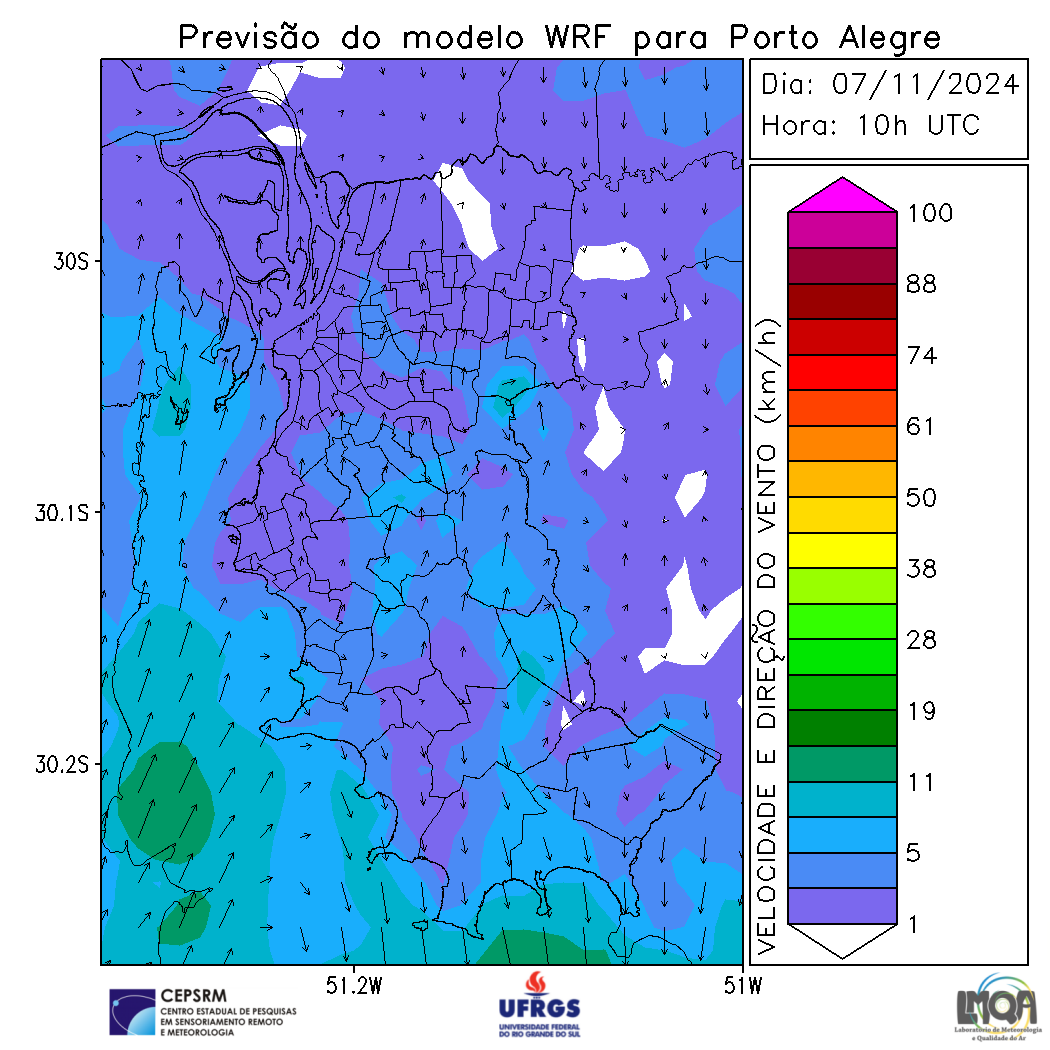 Previsão do modelo WRF para Porto Alegre
Dia: 07/11/2024
Hora: 10h UTC
30S
30.1S
30.2S
51.2W
51W
VELOCIDADE E DIREÇÃO DO VENTO (km/h)
100
88
74
61
50
38
28
19
11
5
1
CEPSRM
CENTRO ESTADUAL DE PESQUISAS
EM SENSORIAMENTO REMOTO
E METEOROLOGIA
UFRGS
UNIVERSIDADE FEDERAL
DO RIO GRANDE DO SUL
LMQA
Laboratório de Meteorologia
e Qualidade do Ar